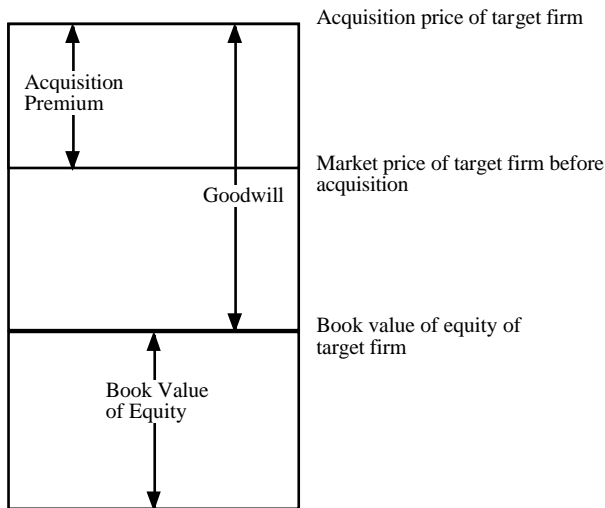 Acquisition price of target firm
Acquisition
Premium
Market price of target firm before
acquisition
Goodwill
Book value of equity of
target firm
Book Value
of Equity